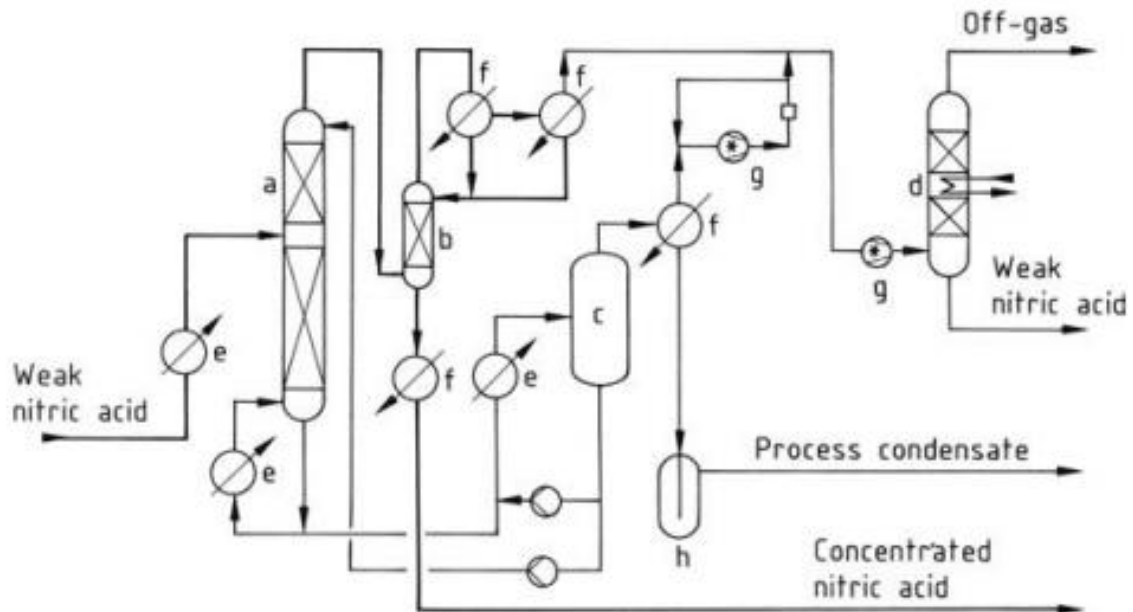 Off-gas
f
f
a
g
d
b
f
g
Weak
nitric acid
c
e
f
e
Weak
nitric acid
e
Process condensate
h
Concentrated
nitric acid